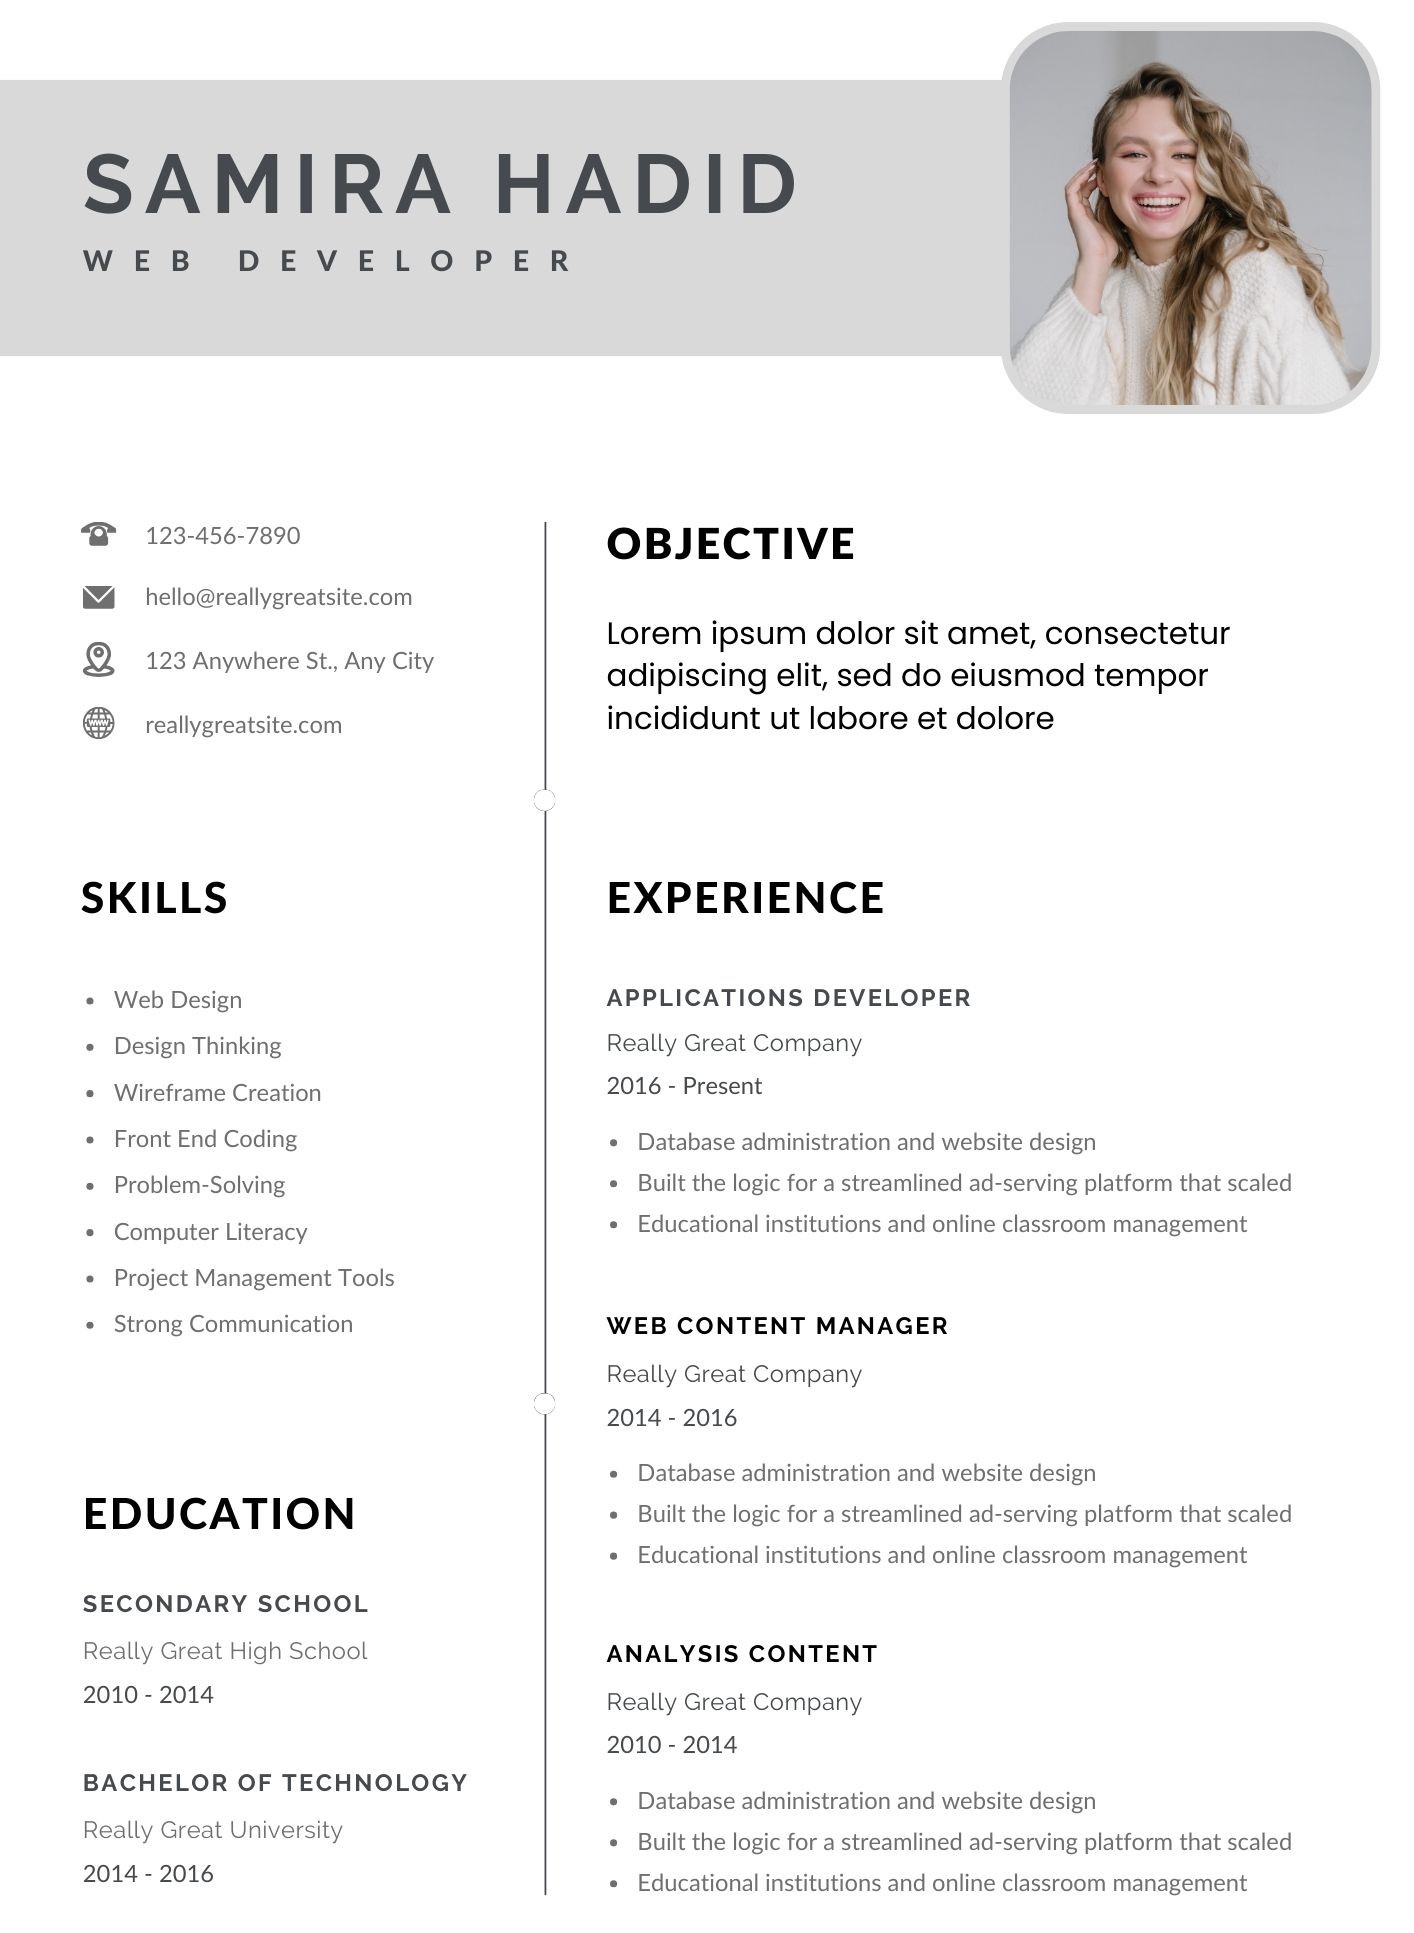 SAMIRA HADID
WEB DEVELOPER
123-456-7890
hello@reallygreatsite.com
123 Anywhere St., Any City
reallygreatsite.com
SKILLS
• Web Design
• Design Thinking
• Wireframe Creation
• Front End Coding
• Problem-Solving
• Computer Literacy
• Project Management Tools
• Strong Communication
EDUCATION
SECONDARY SCHOOL
Really Great High School
2010 - 2014
BACHELOR OF TECHNOLOGY
Really Great University
2014 - 2016
OBJECTIVE
Lorem ipsum dolor sit amet, consectetur
adipiscing elit, sed do eiusmod tempor
incididunt ut labore et dolore
EXPERIENCE
APPLICATIONS DEVELOPER
Really Great Company
2016 - Present
• Database administration and website design
• Built the logic for a streamlined ad-serving platform that scaled
• Educational institutions and online classroom management
WEB CONTENT MANAGER
Really Great Company
2014 - 2016
• Database administration and website design
• Built the logic for a streamlined ad-serving platform that scaled
• Educational institutions and online classroom management
ANALYSIS CONTENT
Really Great Company
2010 - 2014
• Database administration and website design
• Built the logic for a streamlined ad-serving platform that scaled
• Educational institutions and online classroom management